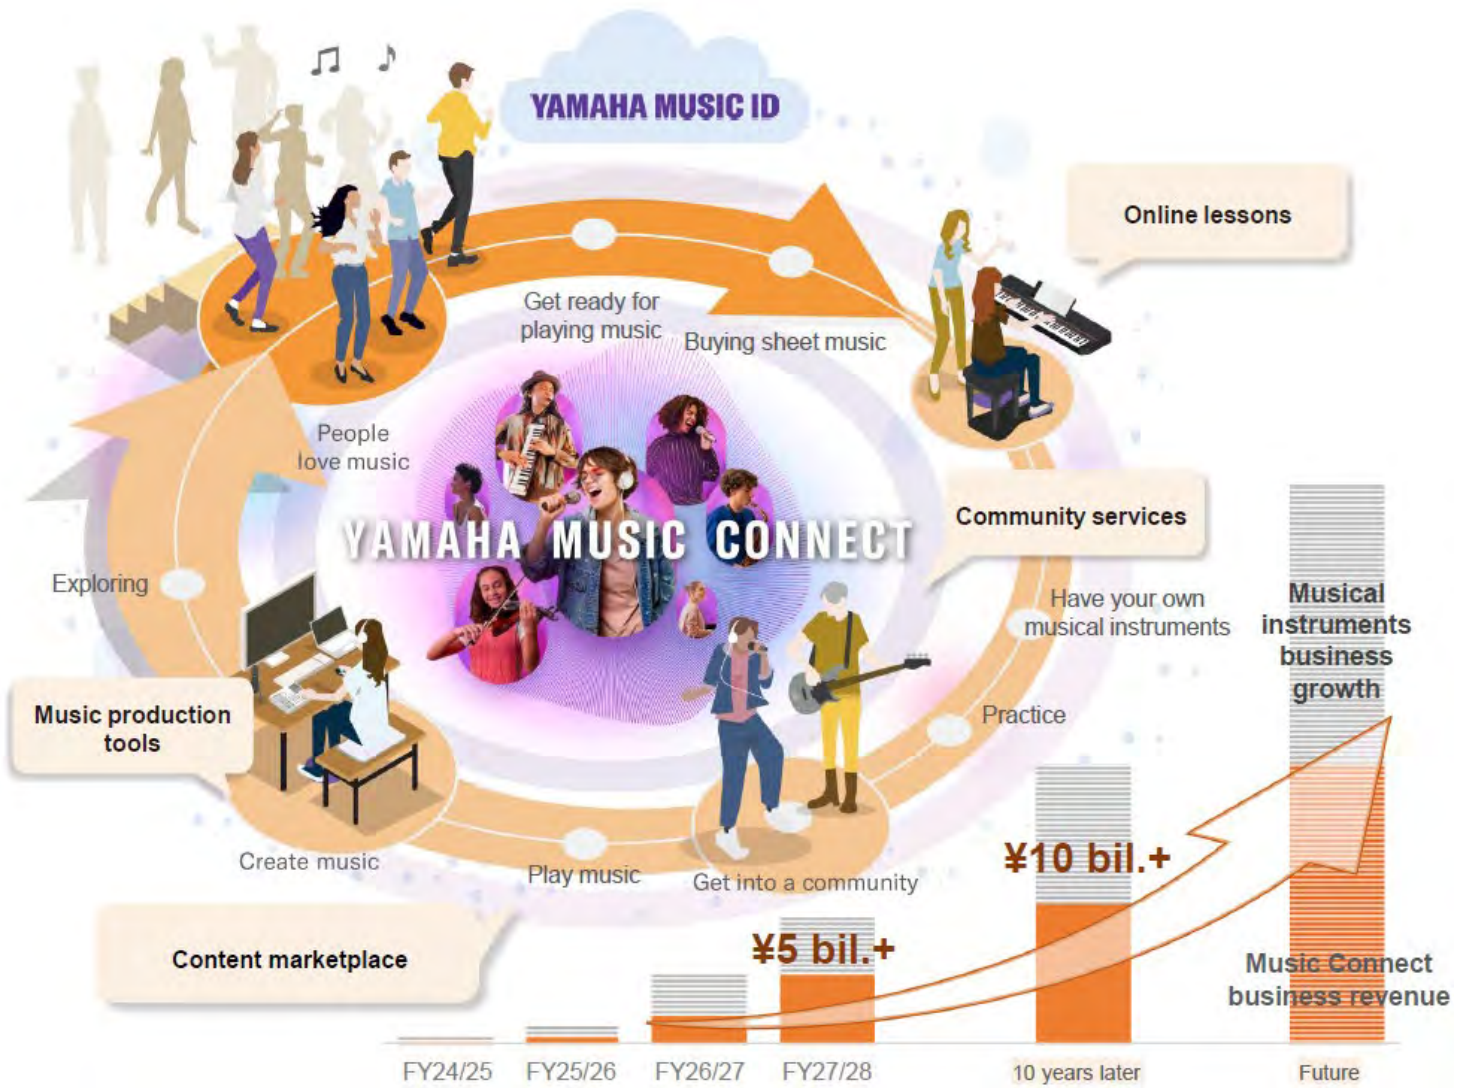 YAMAHA MUSIC ID
Online lessons
Get ready for
playing music
Buying sheet music
People
love music
YAMAHA MUSIC CONNECT
Community services
Exploring
Have your own
musical instruments
Musical
instruments
business
growth
Music production
tools
Practice
Create music
Play music
Get into a community
¥10 bil.+
Content marketplace
¥5 bil.+
Music Connect
business revenue
FY24/25
FY25/26
FY26/27
FY27/28
10 years later
Future